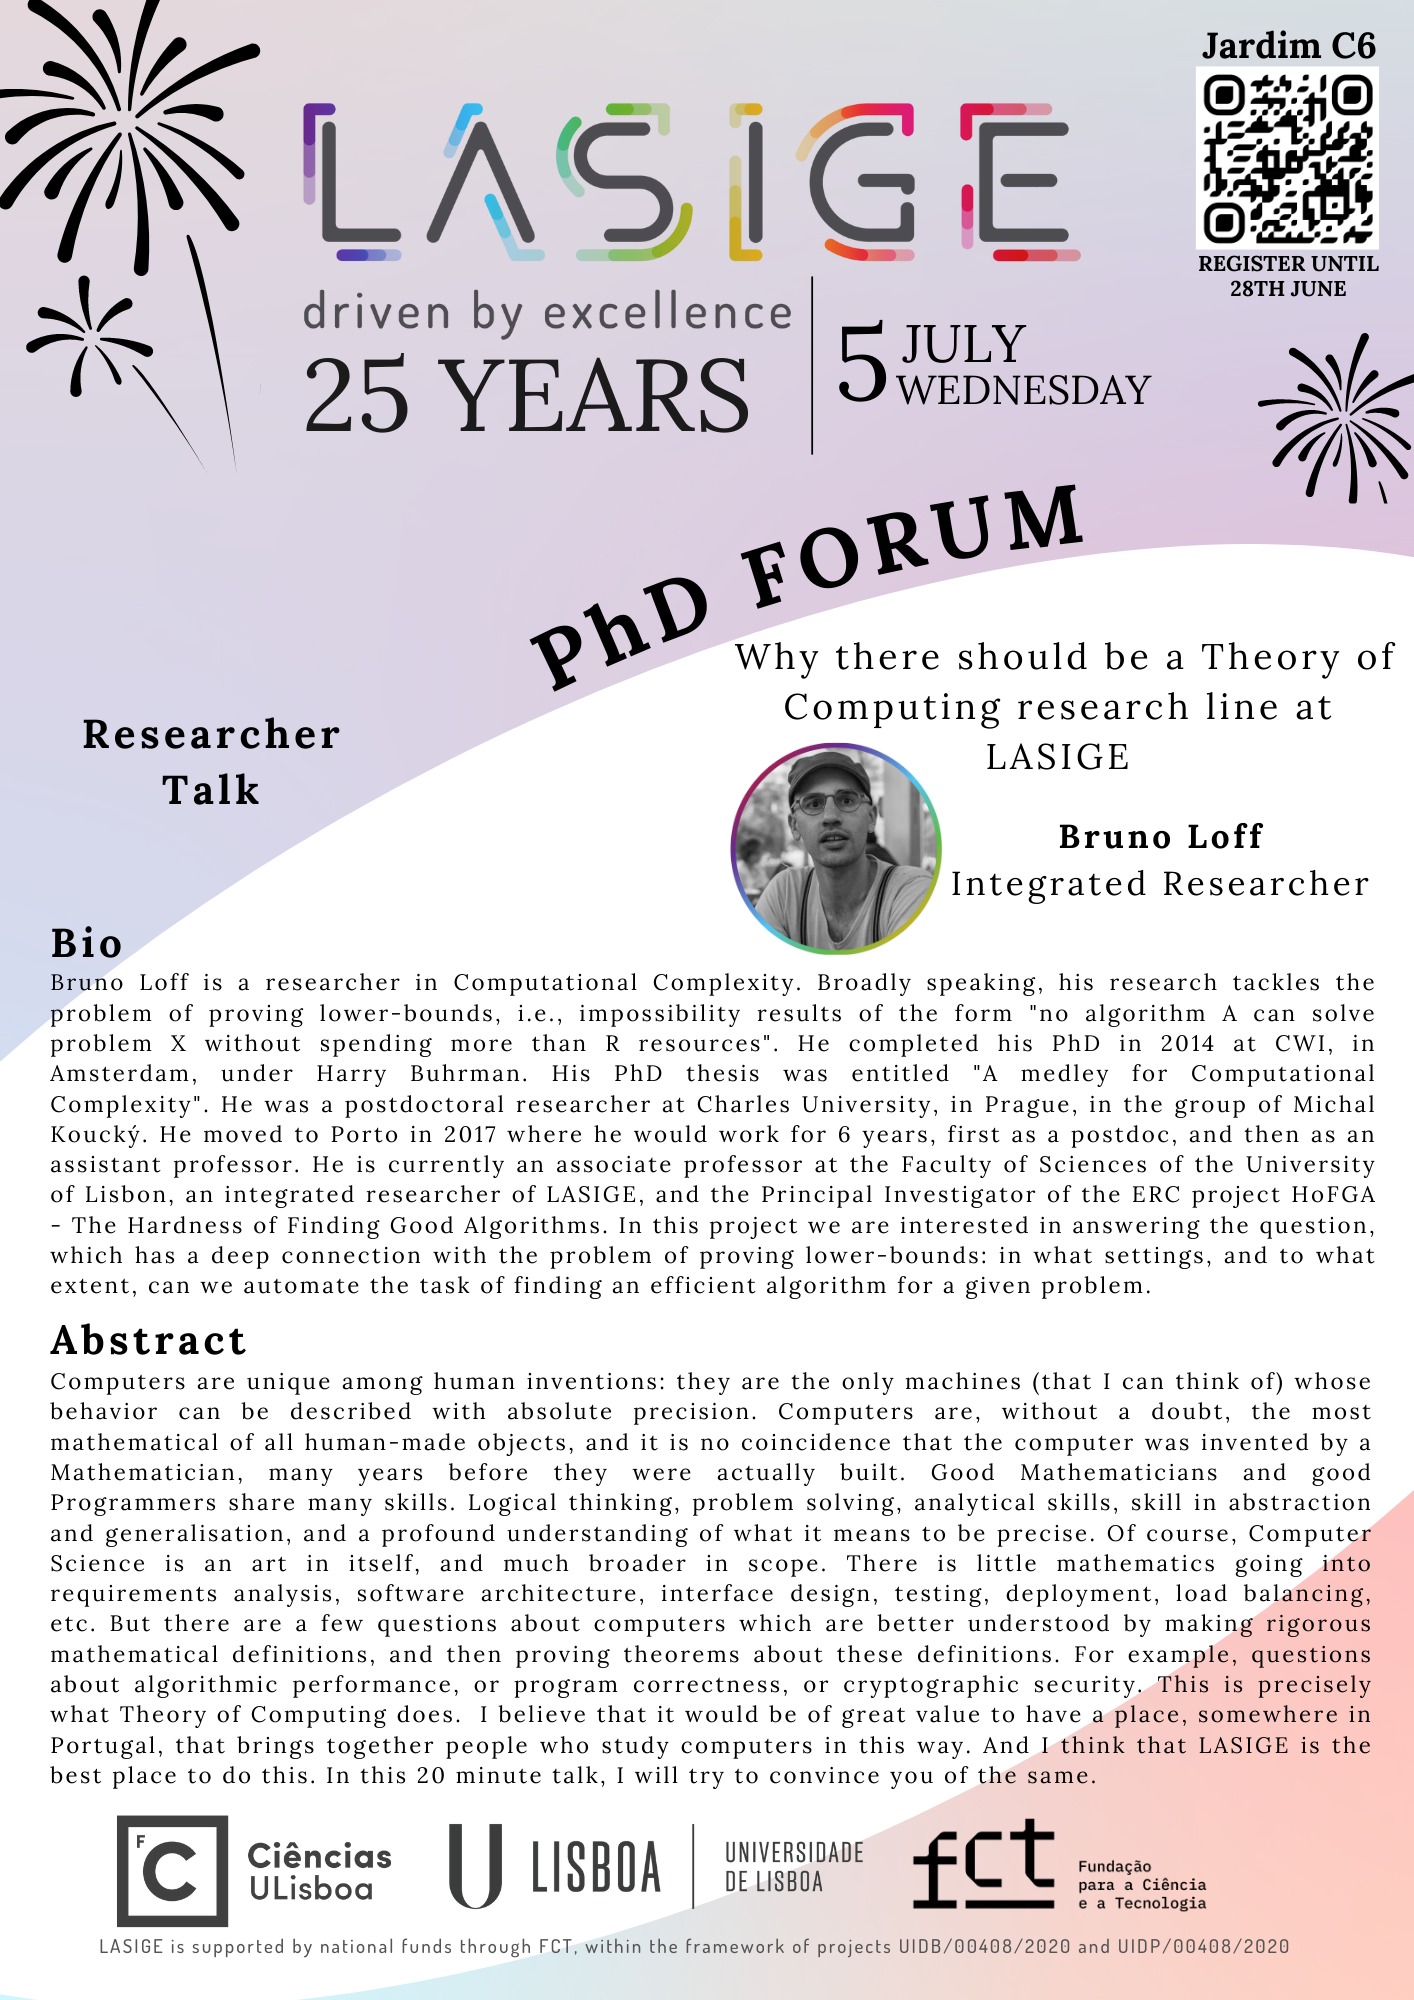 Jardim C6
REGISTER UNTIL
28TH JUNE
LASIGE
driven by excellence
25 YEARS
5 JULY
WEDNESDAY
PhD FORUM
Why there should be a Theory of
Computing research line at
LASIGE
Researcher
Talk
Bruno Loff
Integrated Researcher
Bio
Bruno Loff is a researcher in Computational Complexity. Broadly speaking, his research tackles the
problem of proving lower-bounds, i.e., impossibility results of the form "no algorithm A can solve
problem X without spending more than R resources". He completed his PhD in 2014 at CWI, in
Amsterdam, under Harry Buhrman. His PhD thesis was entitled "A medley for Computational
Complexity". He was a postdoctoral researcher at Charles University, in Prague, in the group of Michal
Koucký. He moved to Porto in 2017 where he would work for 6 years, first as a postdoc, and then as an
assistant professor. He is currently an associate professor at the Faculty of Sciences of the University
of Lisbon, an integrated researcher of LASIGE, and the Principal Investigator of the ERC project HoFGA
- The Hardness of Finding Good Algorithms. In this project we are interested in answering the question,
which has a deep connection with the problem of proving lower-bounds: in what settings, and to what
extent, can we automate the task of finding an efficient algorithm for a given problem.
Abstract
Computers are unique among human inventions: they are the only machines (that I can think of) whose
behavior can be described with absolute precision. Computers are, without a doubt, the most
mathematical of all human-made objects, and it is no coincidence that the computer was invented by a
Mathematician, many years before they were actually built. Good Mathematicians and good
Programmers share many skills. Logical thinking, problem solving, analytical skills, skill in abstraction
and generalisation, and a profound understanding of what it means to be precise. Of course, Computer
Science is an art in itself, and much broader in scope. There is little mathematics going into
requirements analysis, software architecture, interface design, testing, deployment, load balancing,
etc. But there are a few questions about computers which are better understood by making rigorous
mathematical definitions, and then proving theorems about these definitions. For example, questions
about algorithmic performance, or program correctness, or cryptographic security. This is precisely
what Theory of Computing does. I believe that it would be of great value to have a place, somewhere in
Portugal, that brings together people who study computers in this way. And I think that LASIGE is the
best place to do this. In this 20 minute talk, I will try to convince you of the same.
FC Ciências
ULisboa
U LISBOA
UNIVERSIDADE
DE LISBOA
fct
Fundação
para a Ciência
e a Tecnologia
LASIGE is supported by national funds through FCT, within the framework of projects UIDB/00408/2020 and UIDP/00408/2020